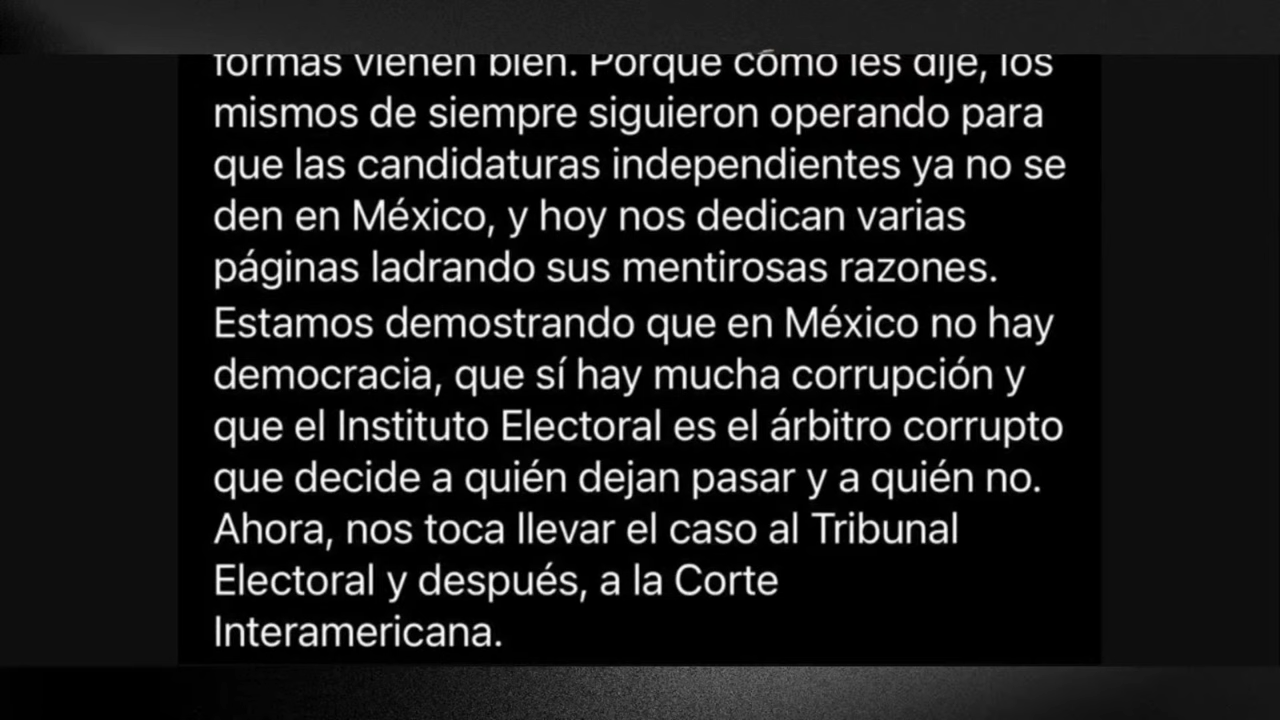 formas vienen bien. Porque cómo les dije, los
mismos de siempre siguieron operando para
que las candidaturas independientes ya no se
den en México, y hoy nos dedican varias
páginas ladrando sus mentirosas razones.
Estamos demostrando que en México no hay
democracia, que sí hay mucha corrupción y
que el Instituto Electoral es el árbitro corrupto
que decide a quién dejan pasar y a quién no.
Ahora, nos toca llevar el caso al Tribunal
Electoral y después, a la Corte
Interamericana.